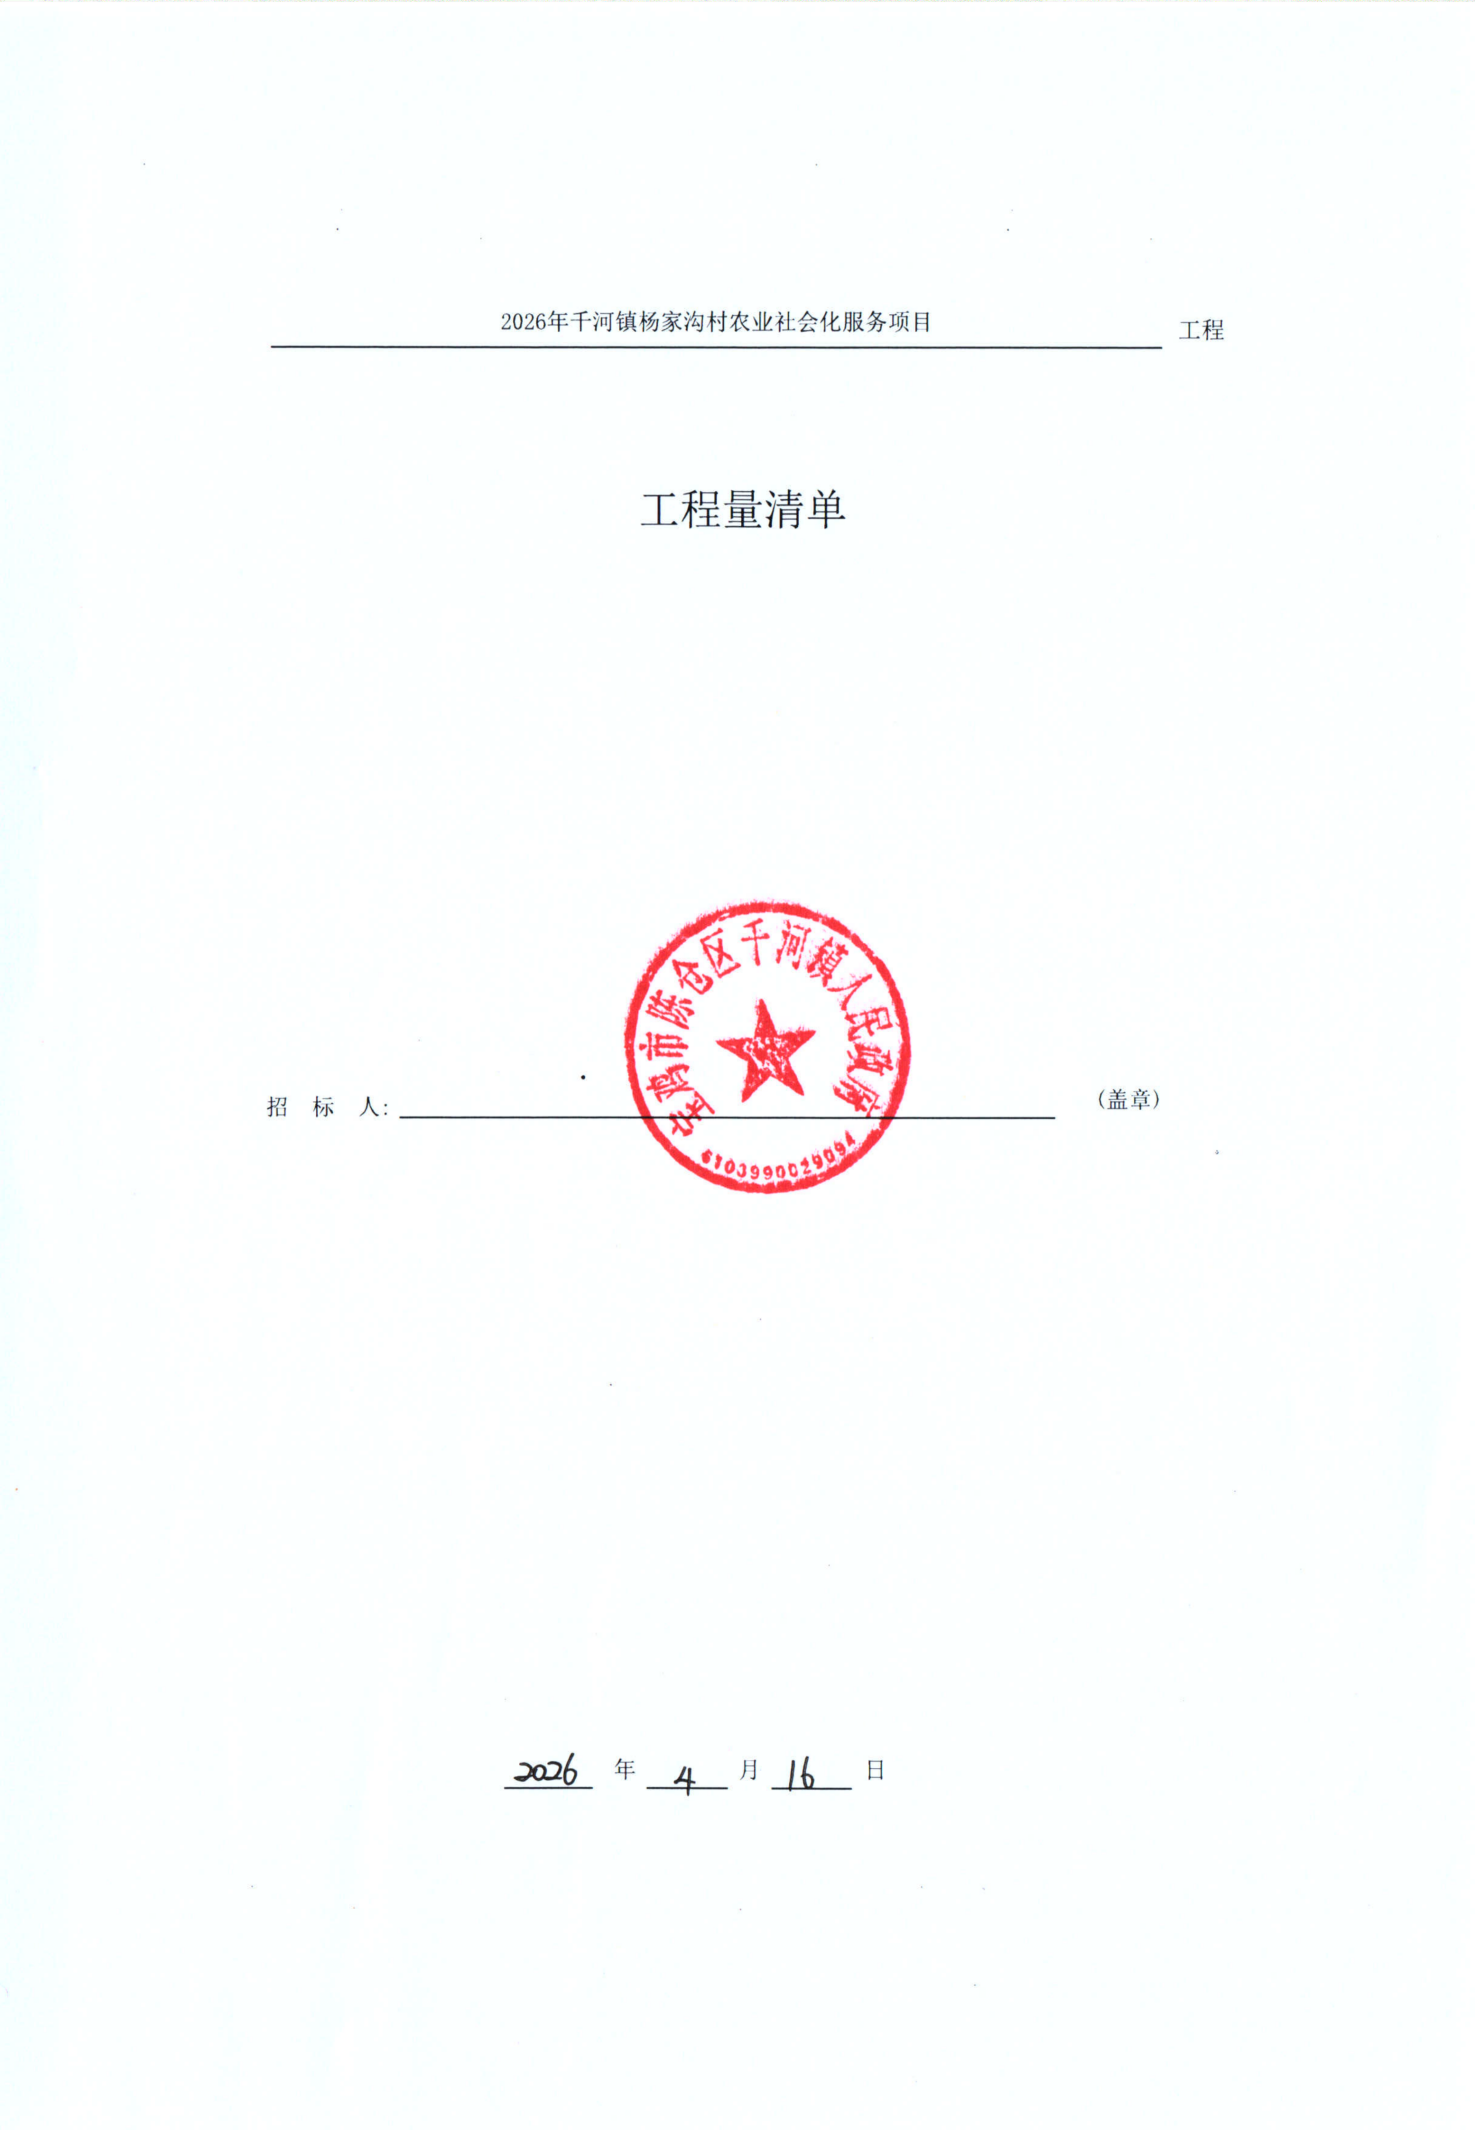 2026年千河镇杨家沟村农业社会化服务项目 工程
工程量清单
宝鸡市陈仓区千河镇人民政府
招 标 人: (盖章)
6103990029094
2026 年 4 月 16 日